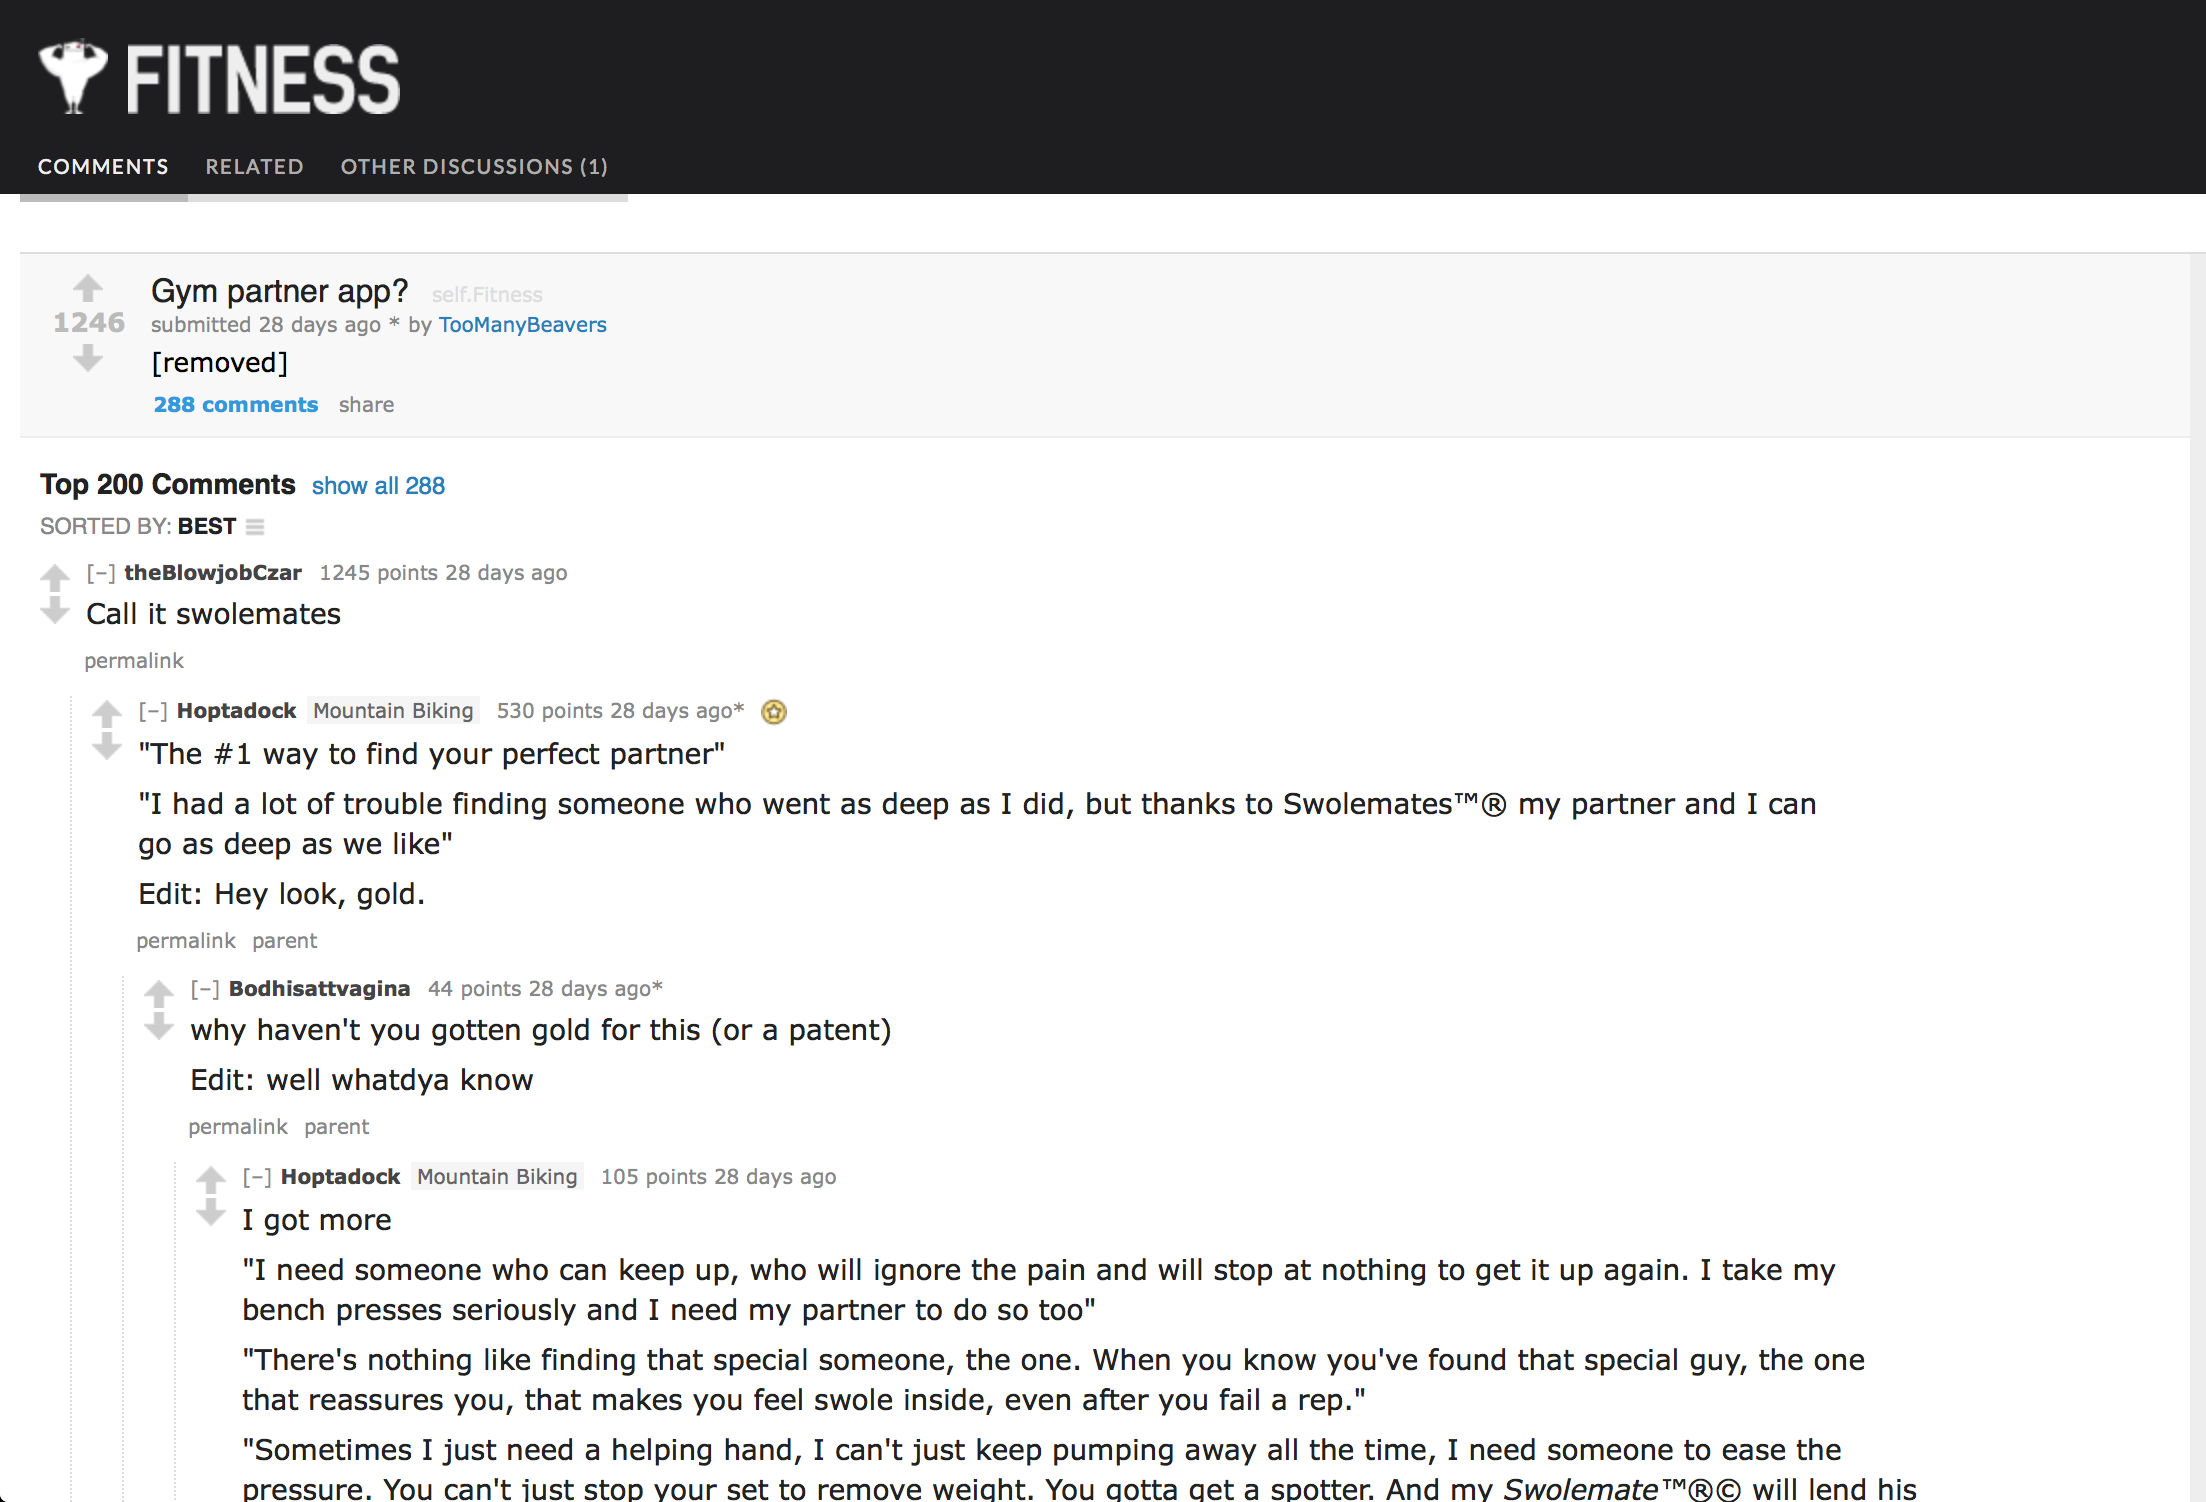 FITNESS
COMMENTS RELATED OTHER DISCUSSIONS (1)
Gym partner app? self.Fitness
1246 submitted 28 days ago * by TooManyBeavers
[removed]
288 comments share
Top 200 Comments show all 288
SORTED BY: BEST
[–] theBlowjobCzar 1245 points 28 days ago
Call it swolemates
permalink
[–] Hoptadock Mountain Biking 530 points 28 days ago*
"The #1 way to find your perfect partner"
"I had a lot of trouble finding someone who went as deep as I did, but thanks to Swolemates™® my partner and I can
go as deep as we like"
Edit: Hey look, gold.
permalink parent
[–] Bodhisattvagina 44 points 28 days ago*
why haven't you gotten gold for this (or a patent)
Edit: well whatdya know
permalink parent
[–] Hoptadock Mountain Biking 105 points 28 days ago
I got more
"I need someone who can keep up, who will ignore the pain and will stop at nothing to get it up again. I take my
bench presses seriously and I need my partner to do so too"
"There's nothing like finding that special someone, the one. When you know you've found that special guy, the one
that reassures you, that makes you feel swole inside, even after you fail a rep."
"Sometimes I just need a helping hand, I can't just keep pumping away all the time, I need someone to ease the
pressure. You can't just stop your set to remove weight. You gotta get a spotter. And my Swolemate™®© will lend his